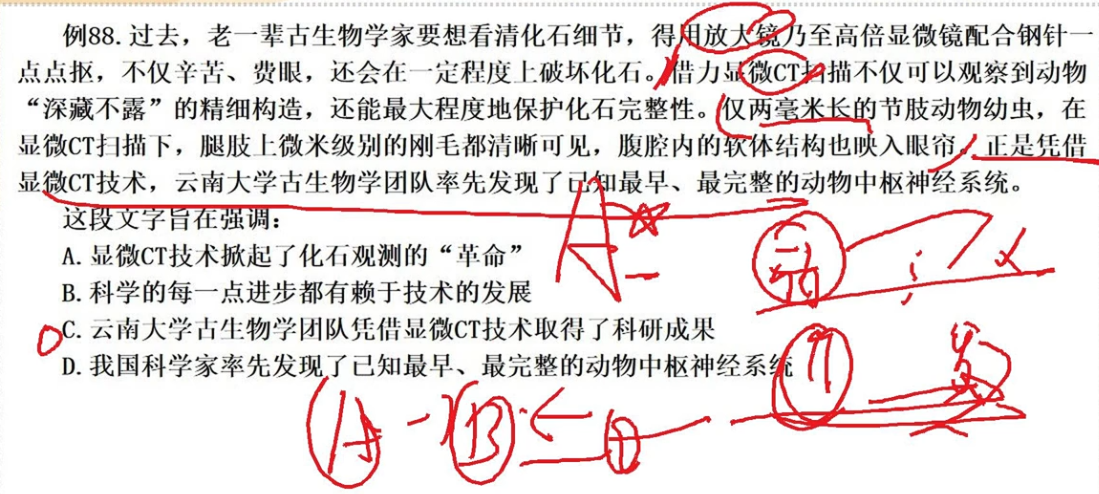 例88.过去，老一辈古生物学家要想看清化石细节，得用放大镜乃至高倍显微镜配合钢针一
点点抠，不仅辛苦、费眼，还会在一定程度上破坏化石。借力显微CT扫描不仅可以观察到动物
“深藏不露”的精细构造，还能最大程度地保护化石完整性。仅两毫米长的节肢动物幼虫，在
显微CT扫描下，腿肢上微米级别的刚毛都清晰可见，腹腔内的软体结构也映入眼帘。正是凭借
显微CT技术，云南大学古生物学团队率先发现了已知最早、最完整的动物中枢神经系统。
这段文字旨在强调：
A.显微CT技术掀起了化石观测的“革命”
B.科学的每一点进步都有赖于技术的发展
C.云南大学古生物学团队凭借显微CT技术取得了科研成果
D.我国科学家率先发现了已知最早、最完整的动物中枢神经系统
A
A - B